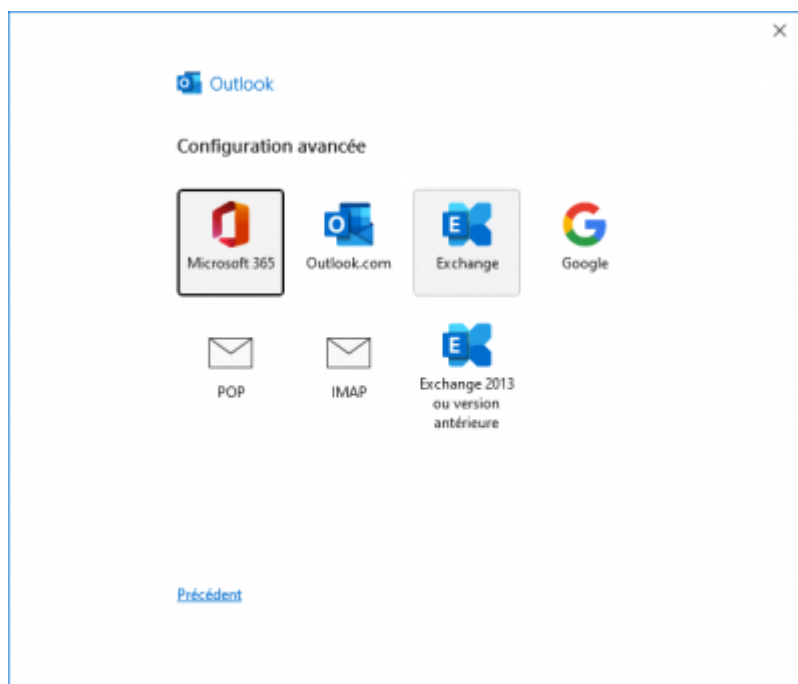 Outlook
Configuration avancée
Microsoft 365
Outlook.com
Exchange
Google
POP
IMAP
Exchange 2013
ou version
antérieure
Précédent